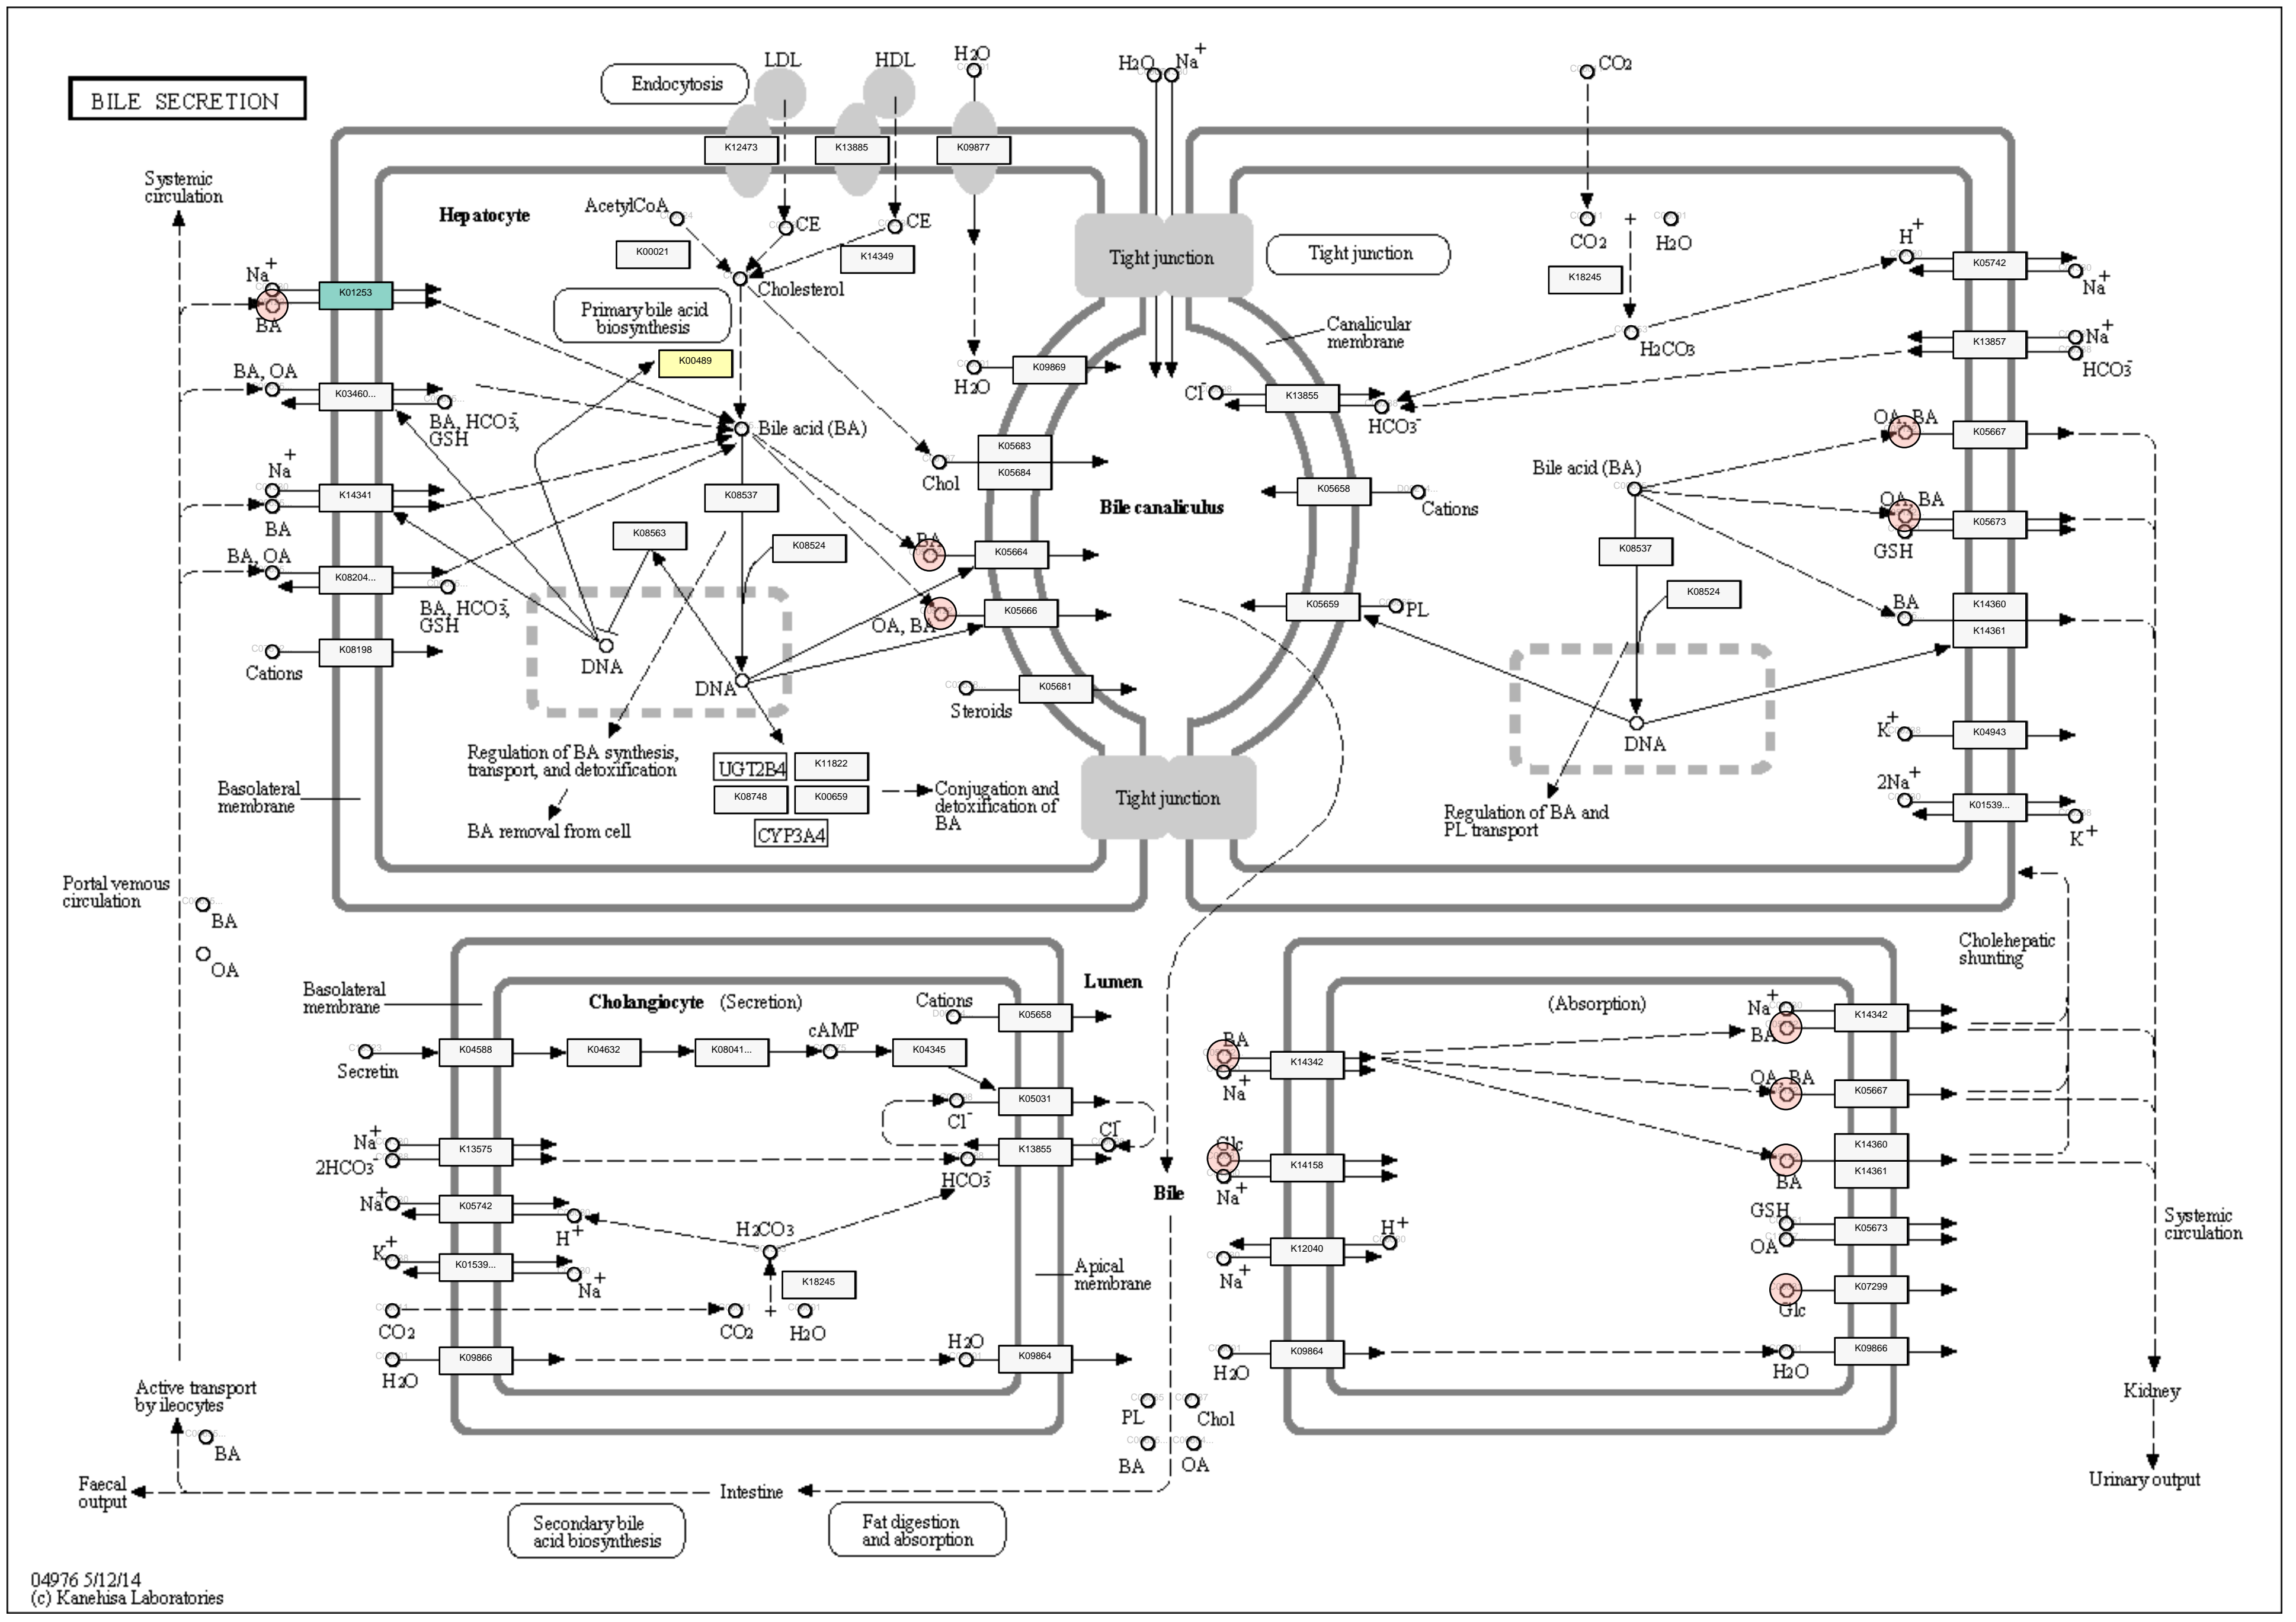 BILE SECRETION
Endocytosis
LDL
HDL
H2O
H2O
Na+
CO2
K12473
K13885
K09877
Systemic
circulation
Hepatocyte
AcetylCoA
CE
CE
K00021
K14349
Cholesterol
Tight junction
Tight junction
CO2
+
H2O
K18245
H2CO3
H+
K05742
Na+
Na+
BA
K01253
Primary bile acid
biosynthesis
K00489
Canalicular
membrane
K13857
Na+
HCO3-
BA, OA
K03460...
BA, HCO3-,
GSH
H2O
K09869
Cl-
K13855
HCO3-
Bile acid (BA)
OA, BA
K05667
Na+
K14341
BA
K08537
Chol
K05683
K05684
Bile canaliculus
K05658
Cations
Bile acid (BA)
OA, BA
K05673
GSH
K08563
K08524
BA
K05664
K08537
BA, OA
K08204...
BA, HCO3-,
GSH
OA, BA
K05666
K05659
PL
K08524
BA
K14360
K14361
Cations
K08198
DNA
DNA
Steroids
K05681
DNA
K+
K04943
Regulation of BA synthesis,
transport, and detoxification
BA removal from cell
UGT2B4
K11822
K08748
K00659
CYP3A4
Conjugation and
detoxification of
BA
Tight junction
Regulation of BA and
PL transport
2Na+
K01539...
K+
Basolateral
membrane
Portal venous
circulation
BA
OA
Cholehepatic
shunting
Basolateral
membrane
Cholangiocyte
(Secretion)
Cations
K05658
Lumen
(Absorption)
Na+
BA
K14342
Secretin
K04588
K04632
K08041...
cAMP
K04345
BA
Na+
K14342
OA, BA
K05667
Cl-
K05031
Na+
2HCO3-
K13575
HCO3-
K13855
Cl-
Glc
Na+
K14158
K14360
K14361
BA
Bile
Na+
K05742
H+
H2CO3
GSH
OA
K05673
Systemic
circulation
K+
K01539...
Na+
K18245
Apical
membrane
Na+
K12040
H+
K07299
Glc
CO2
CO2
+
H2O
H2O
K09866
H2O
K09864
H2O
K09864
H2O
K09866
Active transport
by ileocytes
BA
PL
Chol
BA
OA
Kidney
Faecal
output
Intestine
Urinary output
Secondary bile
acid biosynthesis
Fat digestion
and absorption
04976 5/12/14
(c) Kanehisa Laboratories